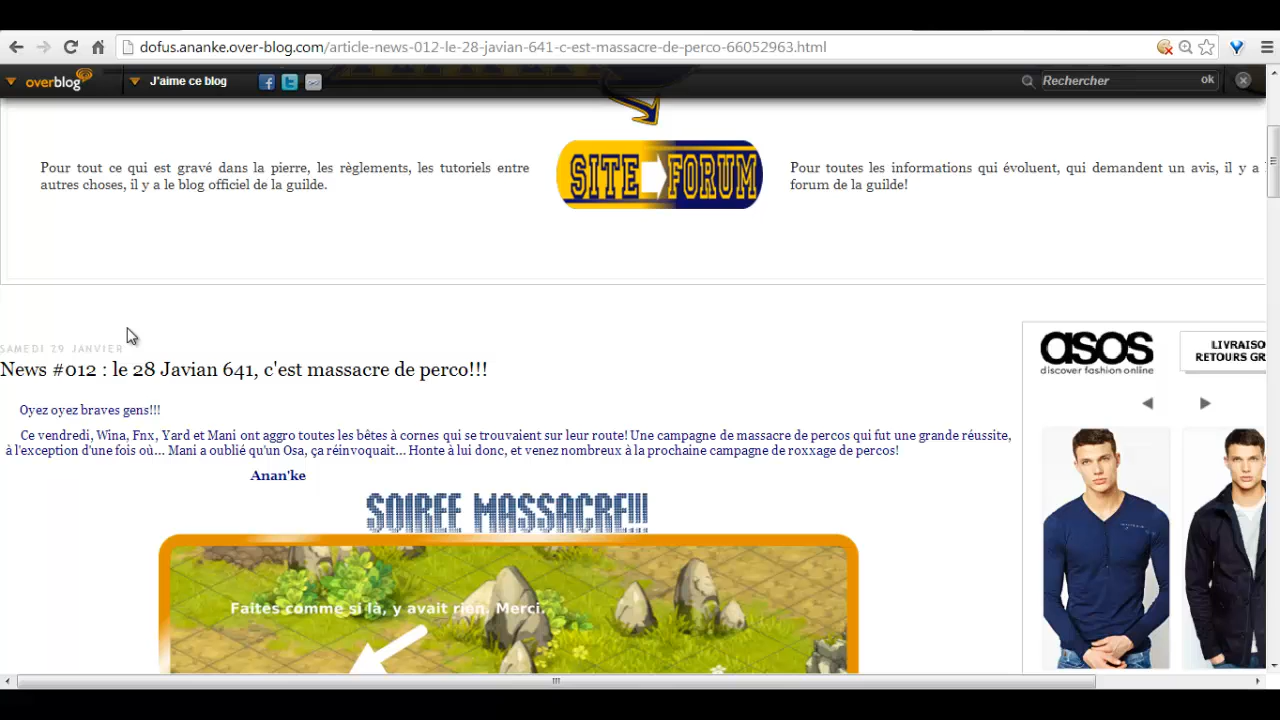 dofus.ananke.over-blog.com/article-news-012-le-28-javian-641-c-est-massacre-de-perco-66052963.html
overblog
J'aime ce blog
Rechercher
ok
Pour tout ce qui est gravé dans la pierre, les règlements, les tutoriels entre
autres choses, il y a le blog officiel de la guilde.
SITE FORUM
Pour toutes les informations qui évoluent, qui demandent un avis, il y a
forum de la guilde!
SAMEDI 29 JANVIER
News #012 : le 28 Javian 641, c'est massacre de perco!!!
Oyez oyez braves gens!!!
Ce vendredi, Wina, Fnx, Yard et Mani ont aggro toutes les bêtes à cornes qui se trouvaient sur leur route! Une campagne de massacre de percos qui fut une grande réussite,
à l'exception d'une fois où... Mani a oublié qu'un Osa, ça réinvoquait... Honte à lui donc, et venez nombreux à la prochaine campagne de roxxage de percos!
Anan'ke
SOIREE MASSACRE!!!
Faites comme si là, y avait rien. Merci.
asos
discover fashion online
LIVRAISO
RETOURS GR